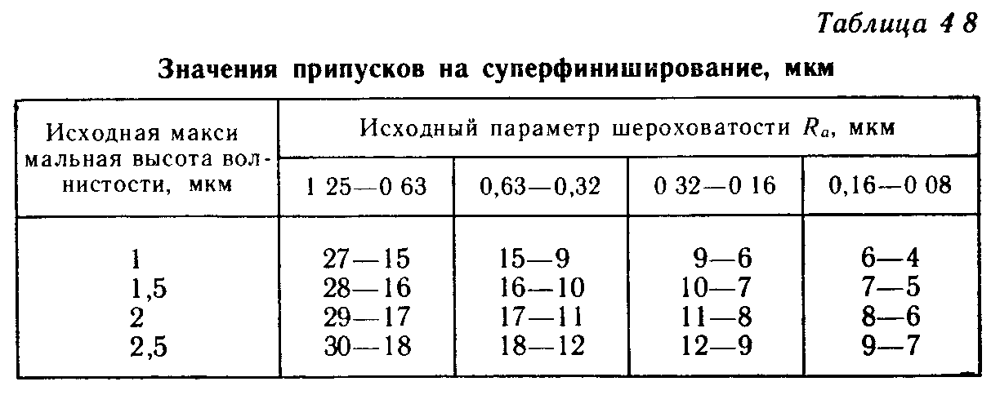 Таблица 4 8
Значения припусков на суперфиниширование, мкм
Исходная макси
мальная высота вол-
нистости, мкм
Исходный параметр шероховатости Ra, мкм
1 25—0 63 0,63—0,32 0 32—0 16 0,16—0 08
1 27—15 15—9 9—6 6—4
1,5 28—16 16—10 10—7 7—5
2 29—17 17—11 11—8 8—6
2,5 30—18 18—12 12—9 9—7